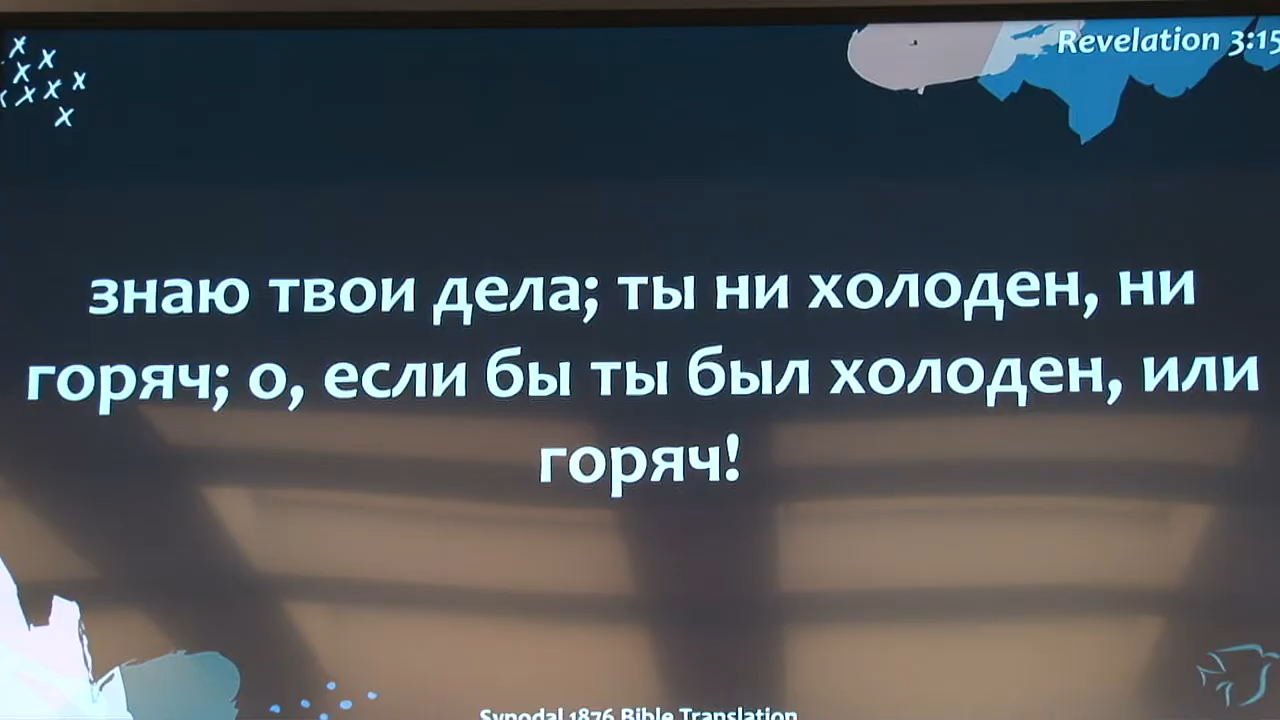 Revelation 3:15
знаю твои дела; ты ни холоден, ни
горяч; о, если бы ты был холоден, или
горяч!
Synodal 1876 Bible Translation